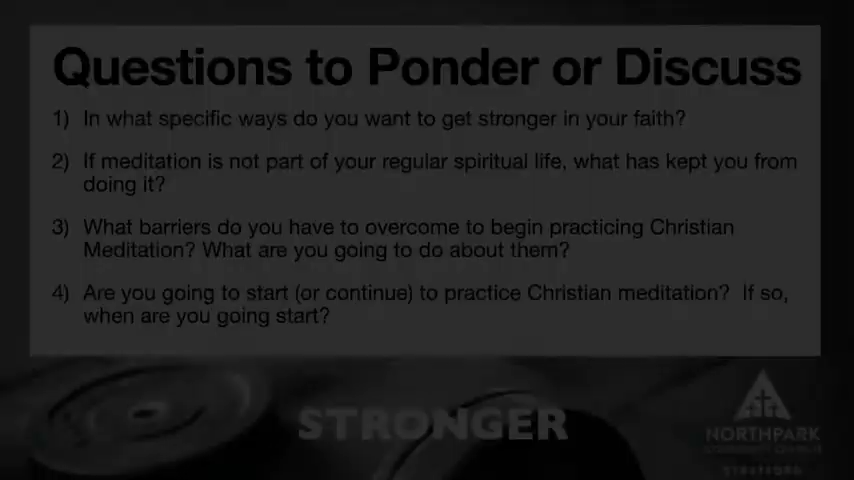 Questions to Ponder or Discuss
1) In what specific ways do you want to get stronger in your faith?
2) If meditation is not part of your regular spiritual life, what has kept you from
doing it?
3) What barriers do you have to overcome to begin practicing Christian
Meditation? What are you going to do about them?
4) Are you going to start (or continue) to practice Christian meditation? If so,
when are you going start?
STRONGER
NORTHPARK
COMMUNITY CHURCH
STRATFORD